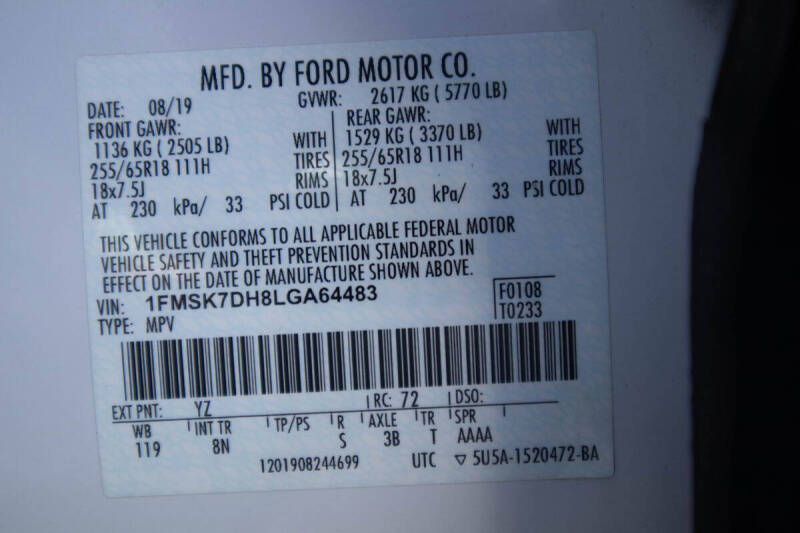 MFD. BY FORD MOTOR CO.
DATE: 08/19 GVWR: 2617 KG ( 5770 LB)
FRONT GAWR: REAR GAWR:
1136 KG ( 2505 LB) WITH 1529 KG ( 3370 LB) WITH
255/65R18 111H TIRES 255/65R18 111H TIRES
18x7.5J RIMS 18x7.5J RIMS
AT 230 kPa/ 33 PSI COLD AT 230 kPa/ 33 PSI COLD
THIS VEHICLE CONFORMS TO ALL APPLICABLE FEDERAL MOTOR
VEHICLE SAFETY AND THEFT PREVENTION STANDARDS IN
EFFECT ON THE DATE OF MANUFACTURE SHOWN ABOVE.
VIN: 1FMSK7DH8LGA64483 F0108
TYPE: MPV T0233
EXT PNT: YZ RC: 72 DSO:
WB INT TR TP/PS R AXLE TR SPR
119 8N S 3B T AAAA
1201908244699 UTC ▽ 5U5A-1520472-BA